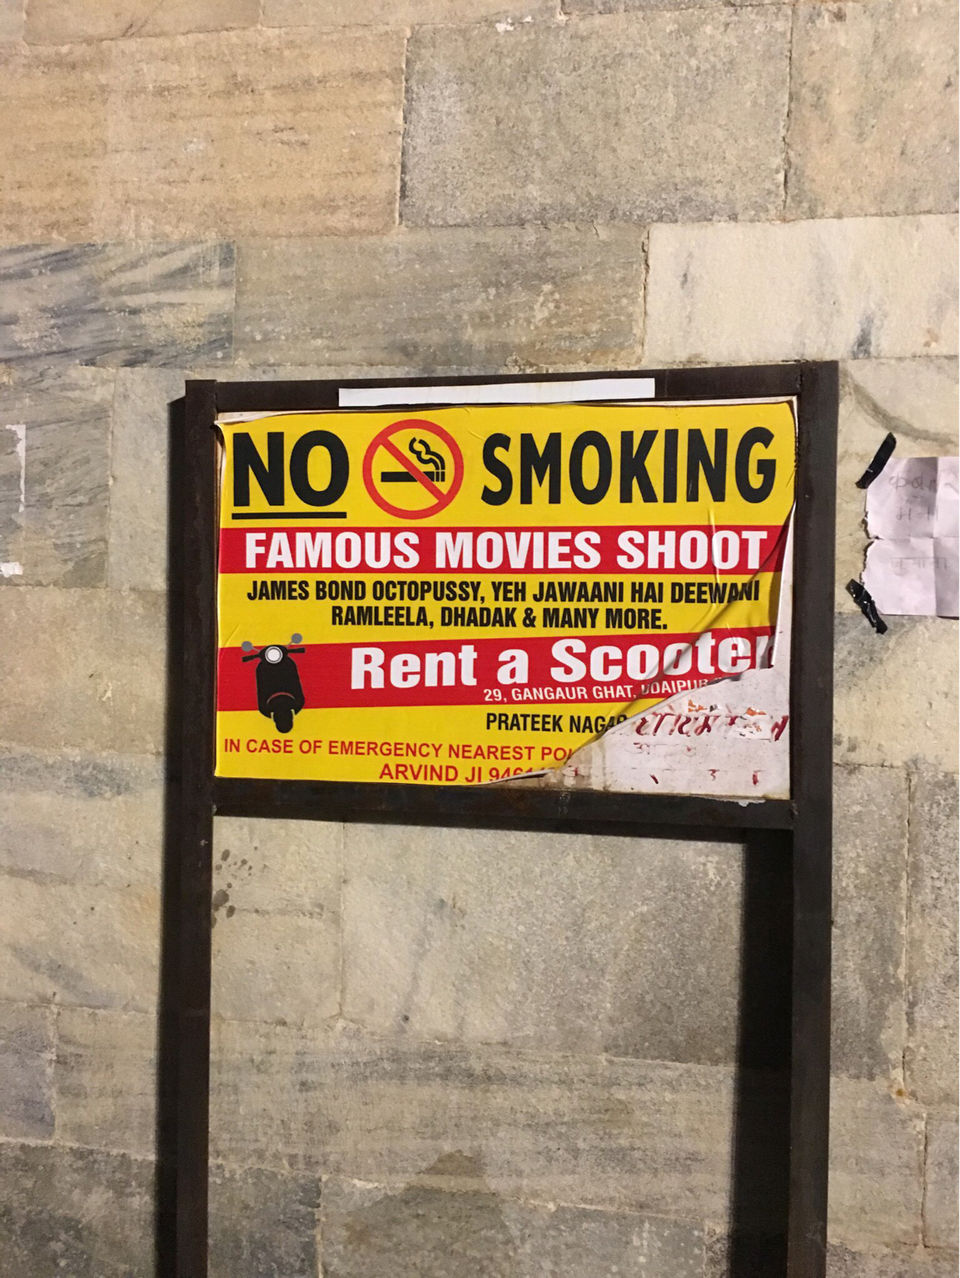 NO SMOKING
FAMOUS MOVIES SHOOT
JAMES BOND OCTOPUSSY, YEH JAWAANI HAI DEEWANI
RAMLEELA, DHADAK & MANY MORE.
Rent a Scooter
29, GANGAUR GHAT, UDAIPUR
PRATEEK NAGAR
IN CASE OF EMERGENCY NEAREST
ARVIND JI